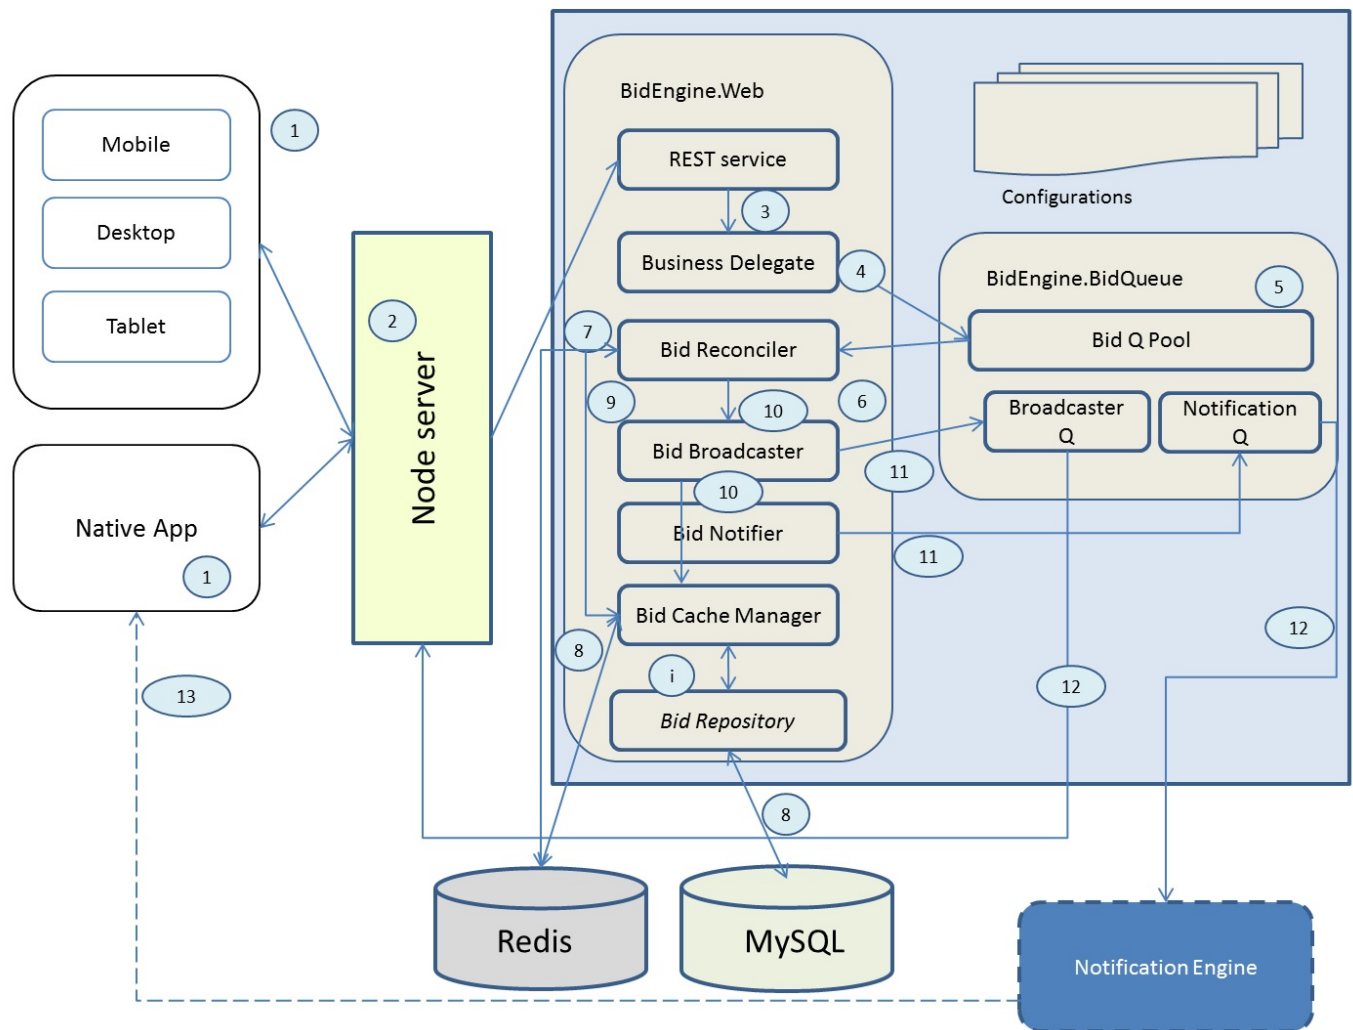 Mobile
Desktop
Tablet
1
Native App
1
2
Node server
BidEngine.Web
REST service
3
Business Delegate
4
7
Bid Reconciler
9
10
6
Bid Broadcaster
10
11
Bid Notifier
11
Bid Cache Manager
8
i
Bid Repository
Configurations
BidEngine.BidQueue
5
Bid Q Pool
Broadcaster
Q
Notification
Q
12
12
13
8
Redis
MySQL
Notification Engine